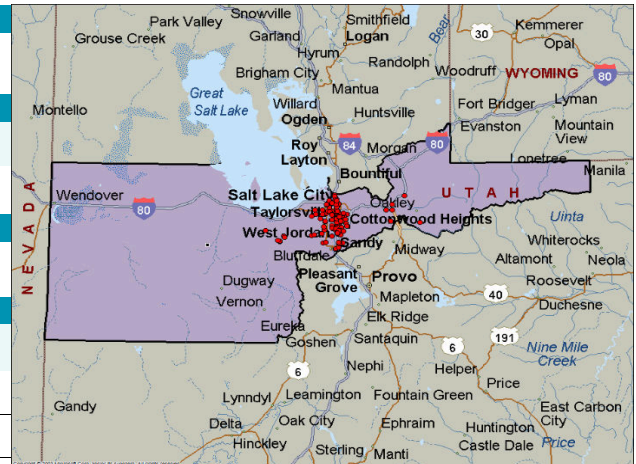 Snowville
Park Valley
Smithfield
Garland
Logan
Bear
30
Kemmerer
Grouse Creek
Opal
Hyrum
Randolph
Brigham City
Woodruff
WYOMING
80
Mantua
Great
Salt Lake
Willard
Huntsville
Fort Bridger
Lyman
Montello
Ogden
Evanston
Mountain
View
Roy
84
Morgan
80
Layton
Lonetree
Bountiful
Manila
Wendover
Salt Lake City
Oakley
UTAH
80
Taylorsville
Cottonwood Heights
Uinta
NEVADA
West Jordan
Sandy
Whiterocks
Bluffdale
Midway
Altamont
Neola
Dugway
Pleasant
Grove
Provo
Roosevelt
Vernon
Mapleton
40
Duchesne
Eureka
Elk Ridge
Goshen
Santaquin
191
6
Nine Mile
Creek
6
Nephi
Helper
Price
Lynndyl
Leamington
Fountain Green
Gandy
East Carbon
City
Delta
Oak City
Ephraim
Huntington
Hinckley
Castle Dale
Price
Sterling
Manti